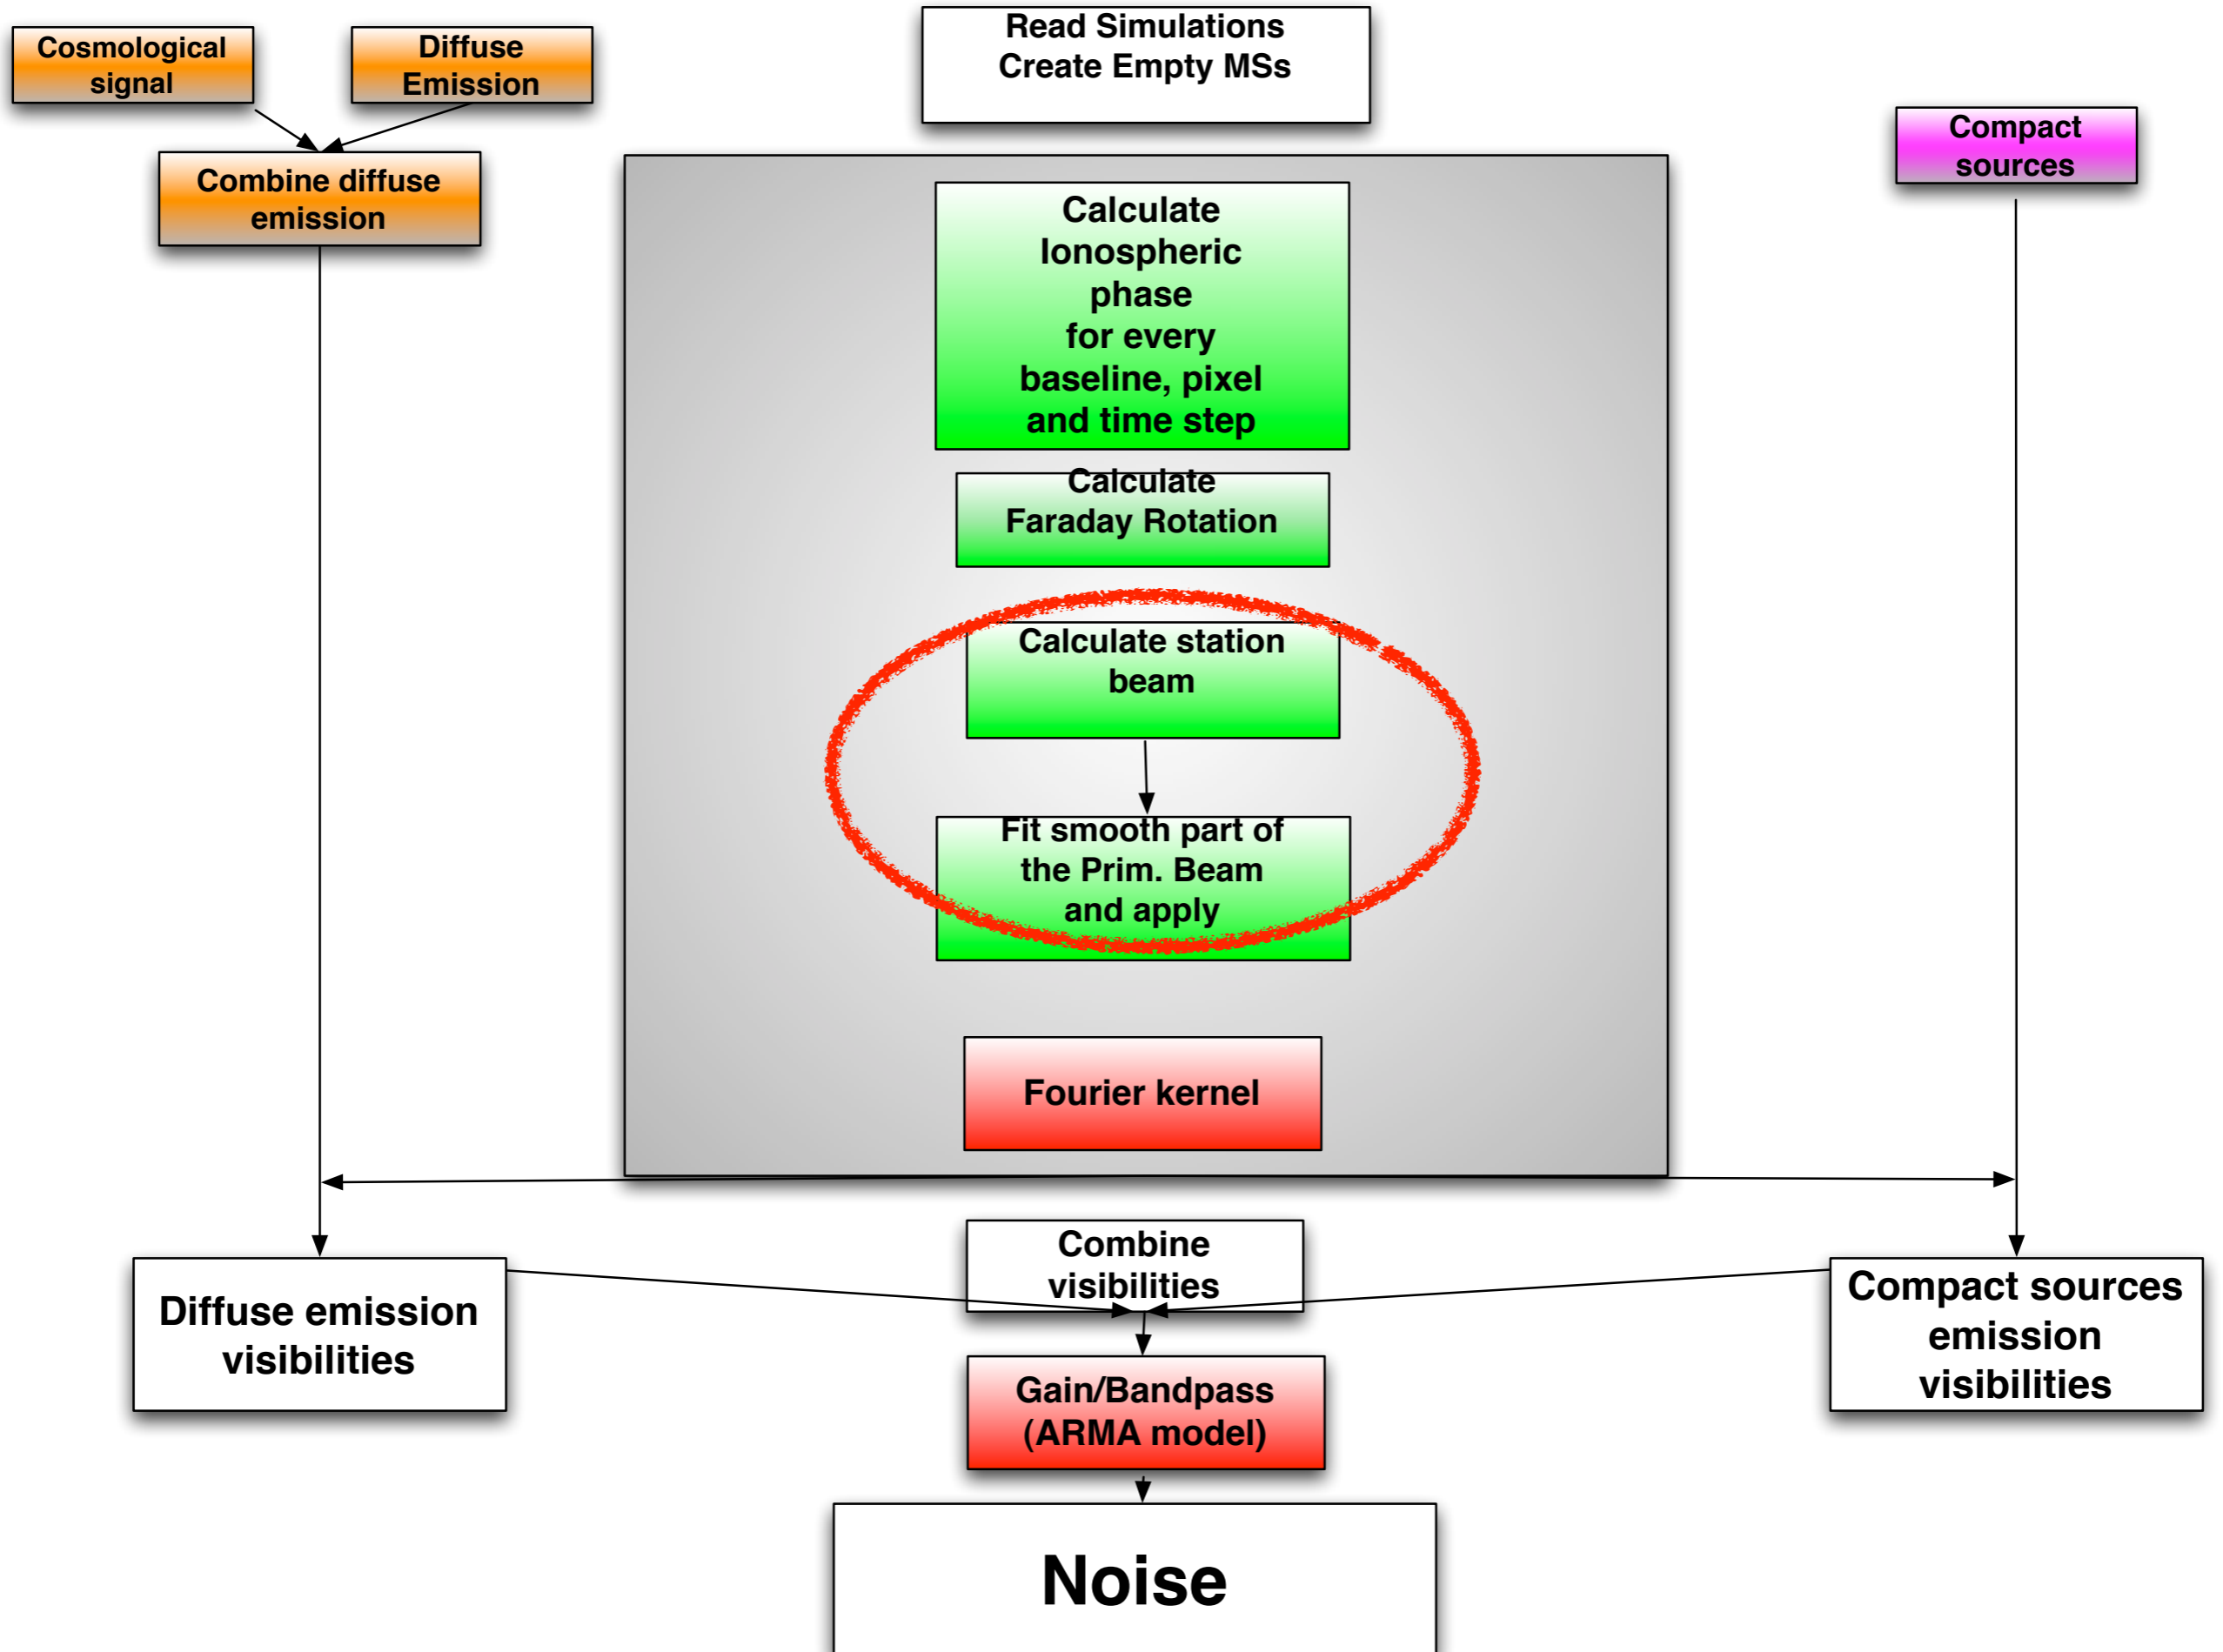 Cosmological
signal
Diffuse
Emission
Read Simulations
Create Empty MSs
Compact
sources
Combine diffuse
emission
Calculate
Ionospheric
phase
for every
baseline, pixel
and time step
Calculate
Faraday Rotation
Calculate station
beam
Fit smooth part of
the Prim. Beam
and apply
Fourier kernel
Combine
visibilities
Diffuse emission
visibilities
Compact sources
emission
visibilities
Gain/Bandpass
(ARMA model)
Noise